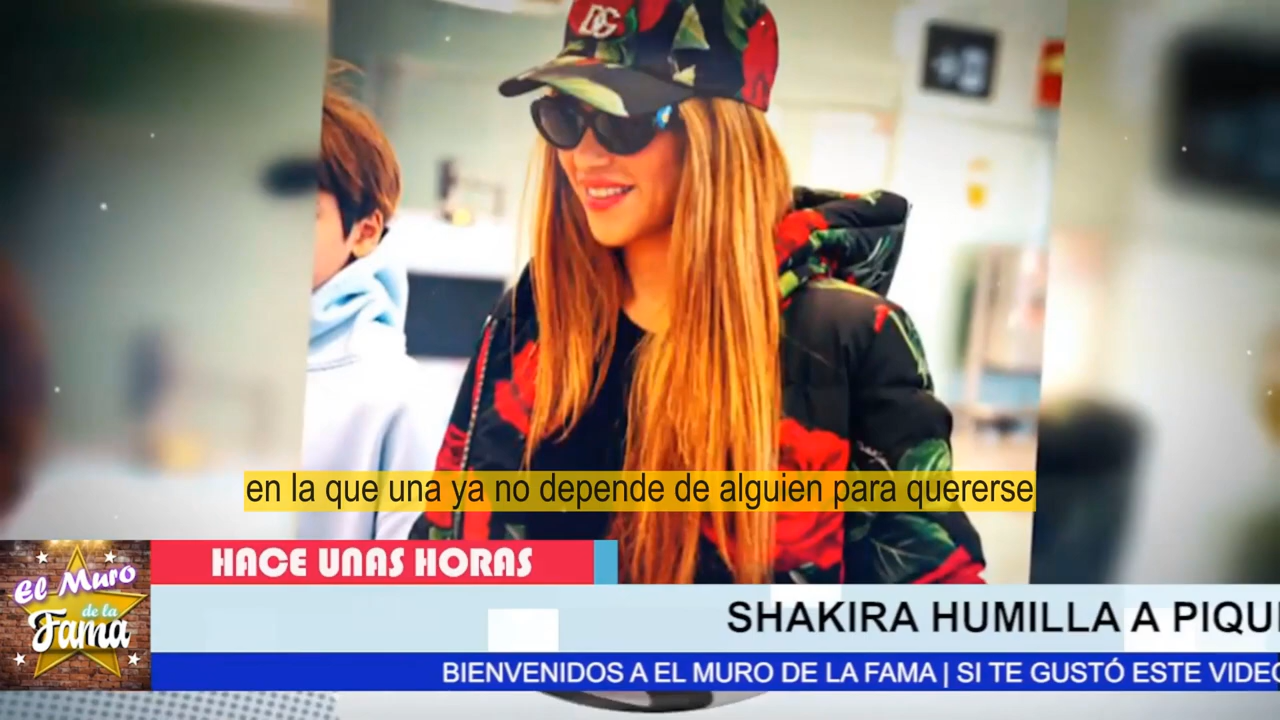 DG
en la que una ya no depende de alguien para quererse
HACE UNAS HORAS
El Muro
de la
Fama
SHAKIRA HUMILLA A PIQU
BIENVENIDOS A EL MURO DE LA FAMA | SI TE GUSTÓ ESTE VIDEO